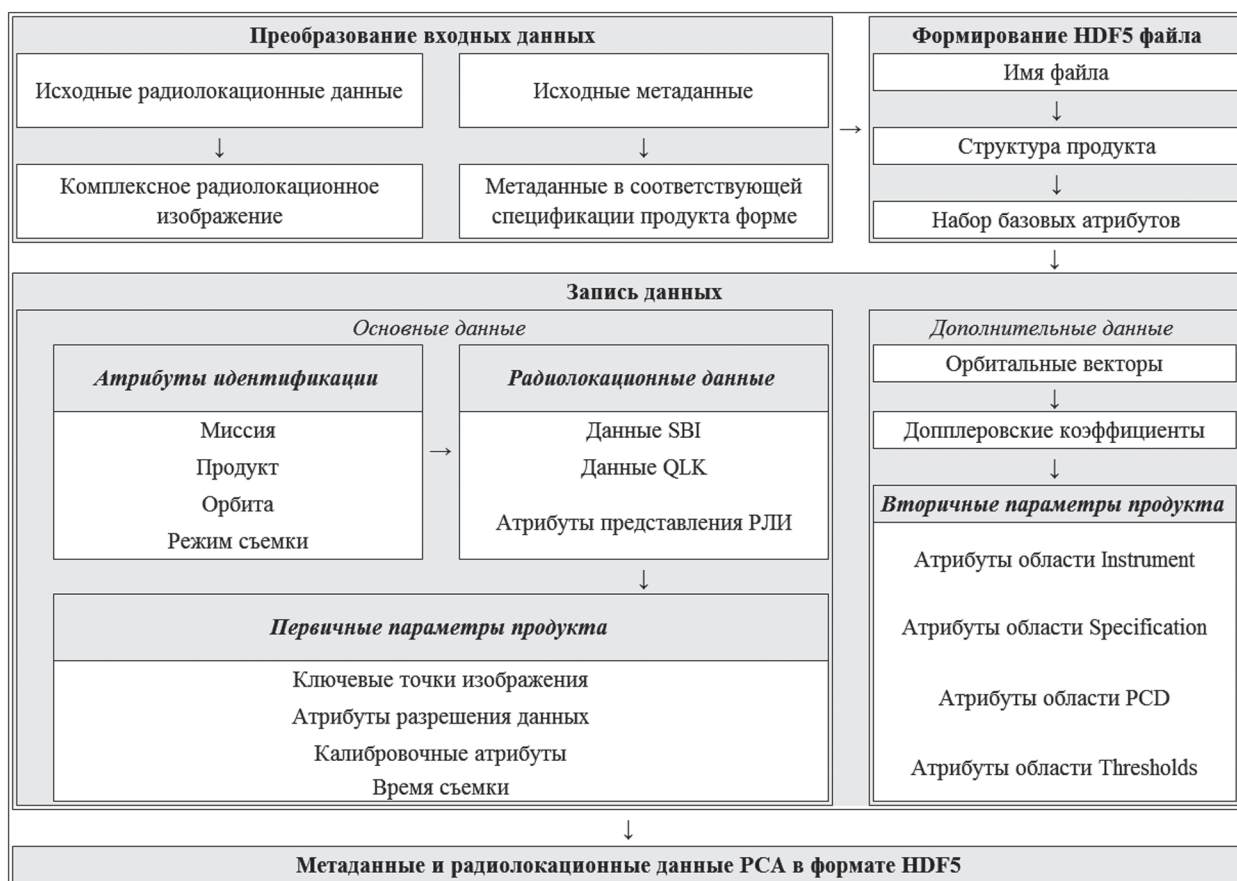 Преобразование входных данных
Исходные радиолокационные данные
↓
Комплексное радиолокационное
изображение
Исходные метаданные
↓
Метаданные в соответствующей
спецификации продукта форме
→
Формирование HDF5 файла
Имя файла
↓
Структура продукта
↓
Набор базовых атрибутов
↓
Запись данных
Основные данные
Атрибуты идентификации
Миссия
Продукт
Орбита
Режим съемки
→
Радиолокационные данные
Данные SBI
Данные QLK
Атрибуты представления РЛИ
↓
Первичные параметры продукта
Ключевые точки изображения
Атрибуты разрешения данных
Калибровочные атрибуты
Время съемки
Дополнительные данные
Орбитальные векторы
↓
Допплеровские коэффициенты
↓
Вторичные параметры продукта
Атрибуты области Instrument
Атрибуты области Specification
Атрибуты области PCD
Атрибуты области Thresholds
↓
Метаданные и радиолокационные данные РСА в формате HDF5